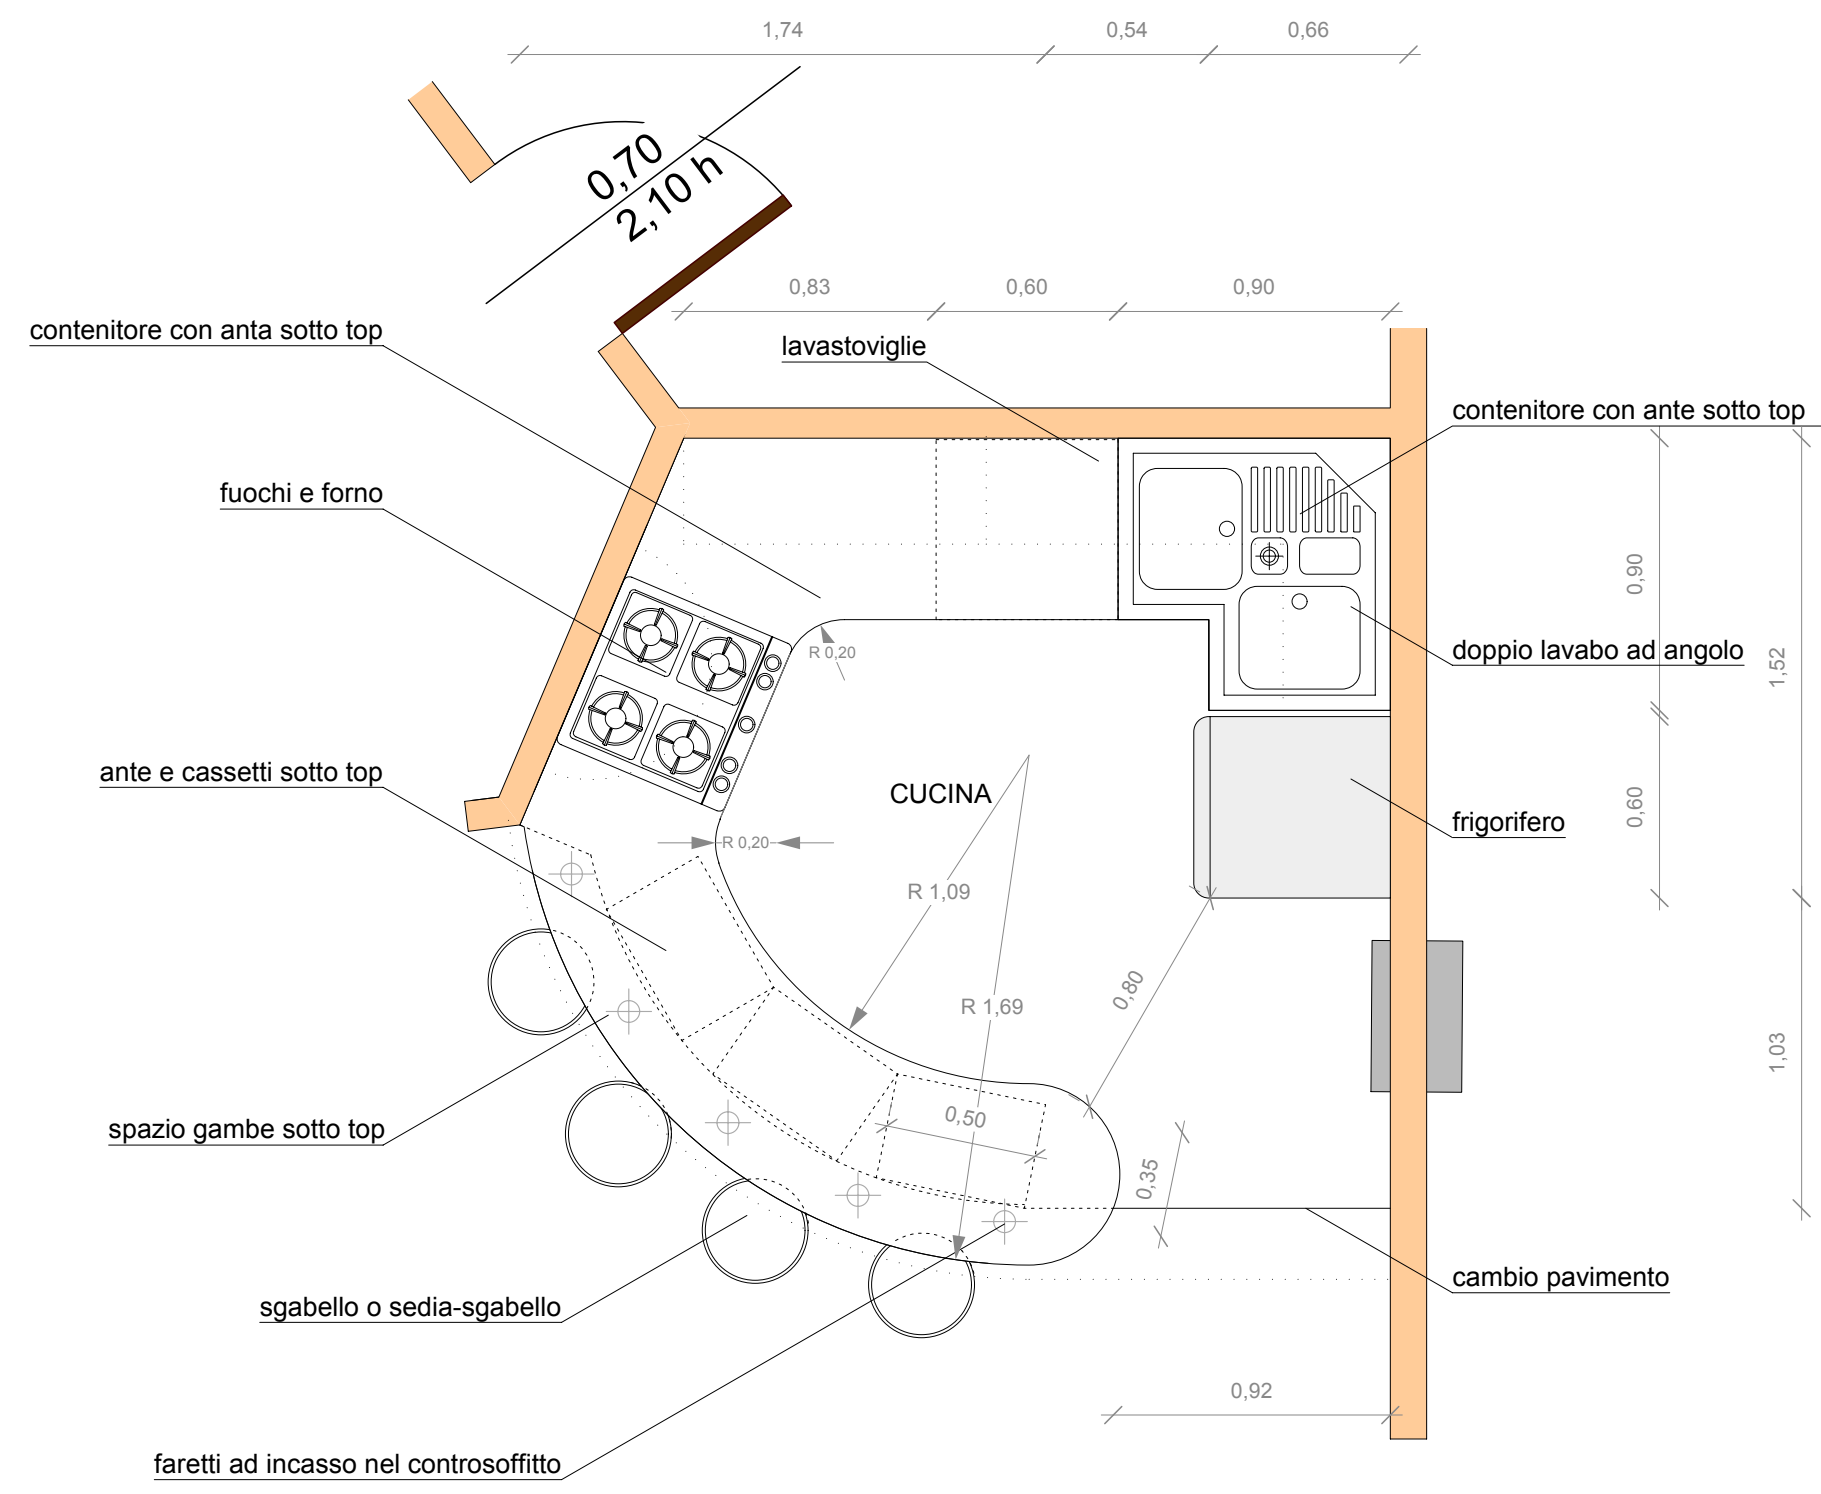 1,74
0,54
0,66
0,70
2,10 h
0,83
0,60
0,90
contenitore con anta sotto top
lavastoviglie
contenitore con ante sotto top
fuochi e forno
0,90
R 0,20
doppio lavabo ad angolo
1,52
ante e cassetti sotto top
CUCINA
0,60
frigorifero
R 0,20
R 1,09
0,80
R 1,69
1,03
0,50
spazio gambe sotto top
0,35
cambio pavimento
sgabello o sedia-sgabello
0,92
faretti ad incasso nel controsoffitto